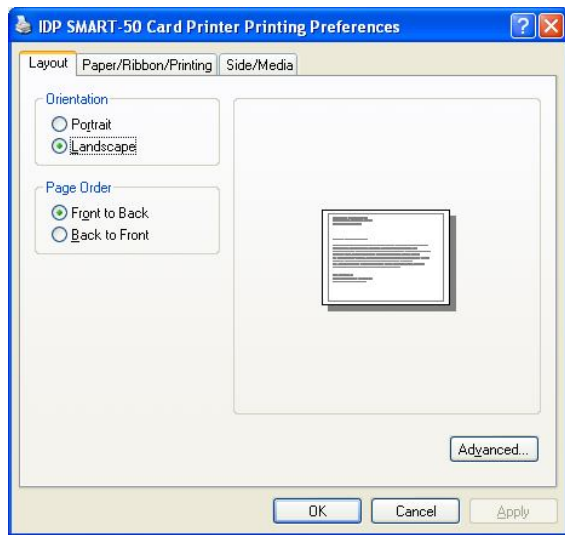 IDP SMART-50 Card Printer Printing Preferences
Layout Paper/Ribbon/Printing Side/Media
Orientation
Portrait
Landscape
Page Order
Front to Back
Back to Front
Advanced...
OK Cancel Apply